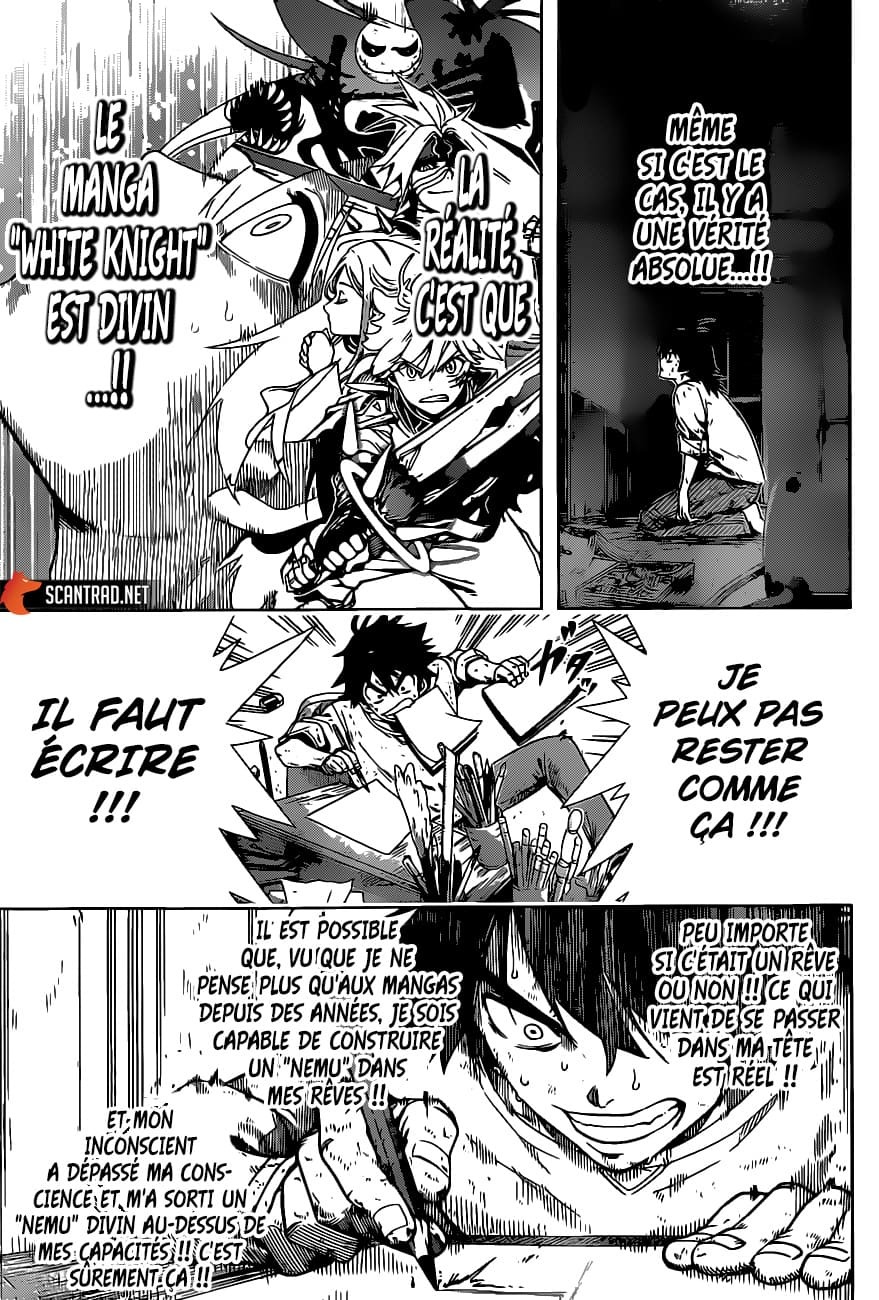 MÊME
SI C'EST LE
CAS, IL Y A
UNE VÉRITÉ
ABSOLUE...!!
LA
RÉALITÉ,
C'EST QUE
LE
MANGA
"WHITE KNIGHT"
EST DIVIN
...!!
SCANTRAD.NET
JE
PEUX PAS
RESTER
COMME
ÇA !!!
ガタ
IL FAUT
ÉCRIRE
!!!
PEU IMPORTE
SI C'ÉTAIT UN RÊVE
OU NON !! CE QUI
VIENT DE SE PASSER
DANS MA TÊTE
EST RÉEL !!
IL EST POSSIBLE
QUE, VU QUE JE NE
PENSE PLUS QU'AUX MANGAS
DEPUIS DES ANNÉES, JE SOIS
CAPABLE DE CONSTRUIRE
UN "NEMU" DANS
MES RÊVES !!
ET MON
INCONSCIENT
A DÉPASSÉ MA CONS-
CIENCE ET M'A SORTI UN
"NEMU" DIVIN AU-DESSUS DE
MES CAPACITÉS !! C'EST
SÛREMENT ÇA !!